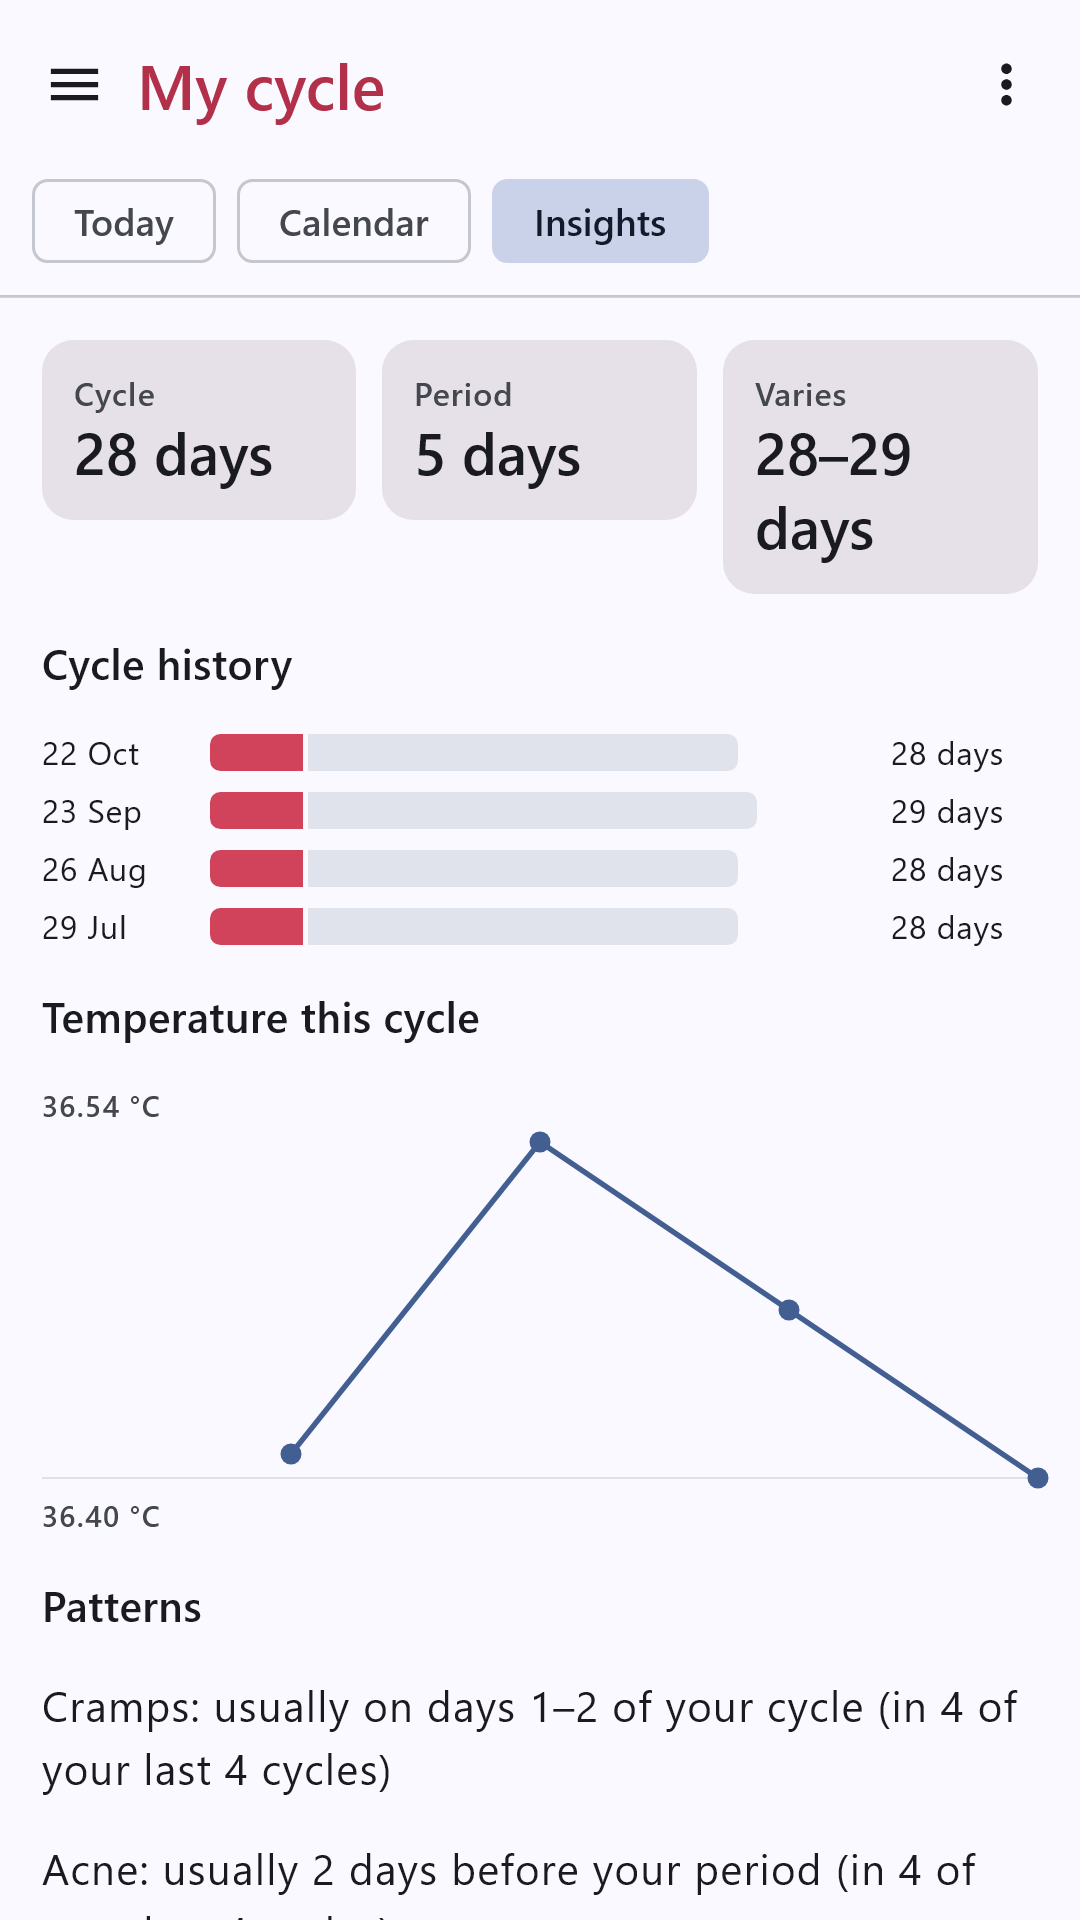 My cycle
Today
Calendar
Insights
Cycle
28 days
Period
5 days
Varies
28–29
days
Cycle history
22 Oct
28 days
23 Sep
29 days
26 Aug
28 days
29 Jul
28 days
Temperature this cycle
36.54 °C
36.40 °C
Patterns
Cramps: usually on days 1–2 of your cycle (in 4 of
your last 4 cycles)
Acne: usually 2 days before your period (in 4 of